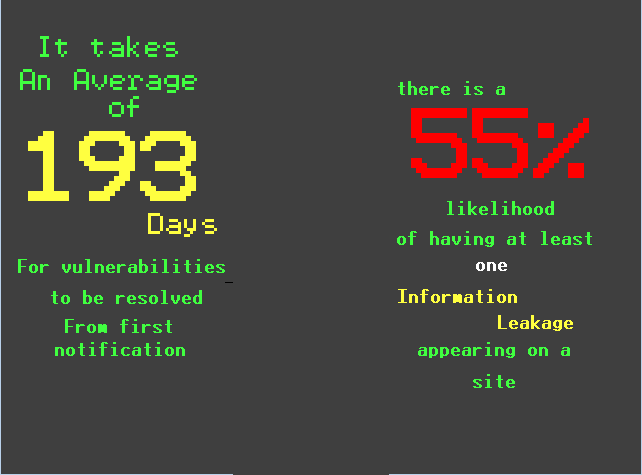 It takes
An Average
of
193
Days
For vulnerabilities
to be resolved
From first
notification
there is a
55%
likelihood
of having at least
one
Information
Leakage
appearing on a
site